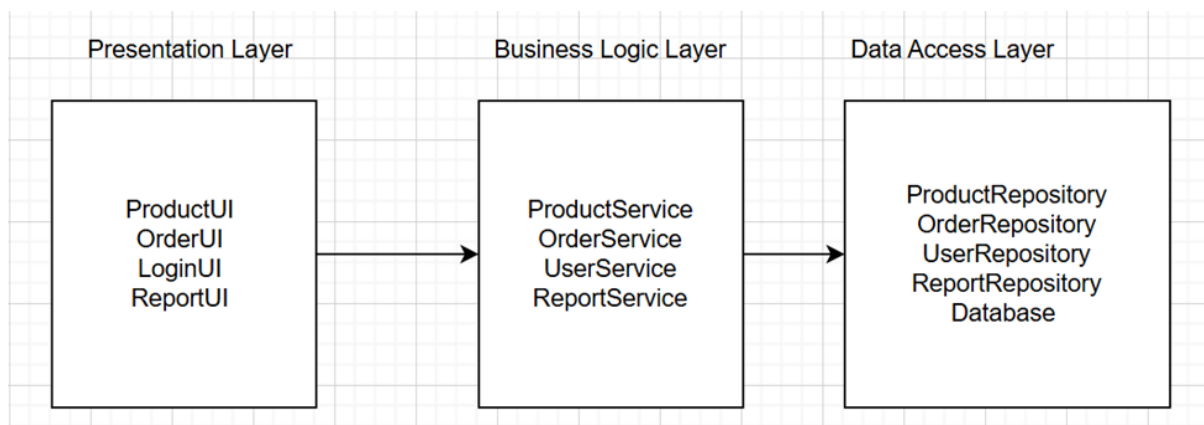 Presentation Layer
Business Logic Layer
Data Access Layer
ProductUI
OrderUI
LoginUI
ReportUI
ProductService
OrderService
UserService
ReportService
ProductRepository
OrderRepository
UserRepository
ReportRepository
Database